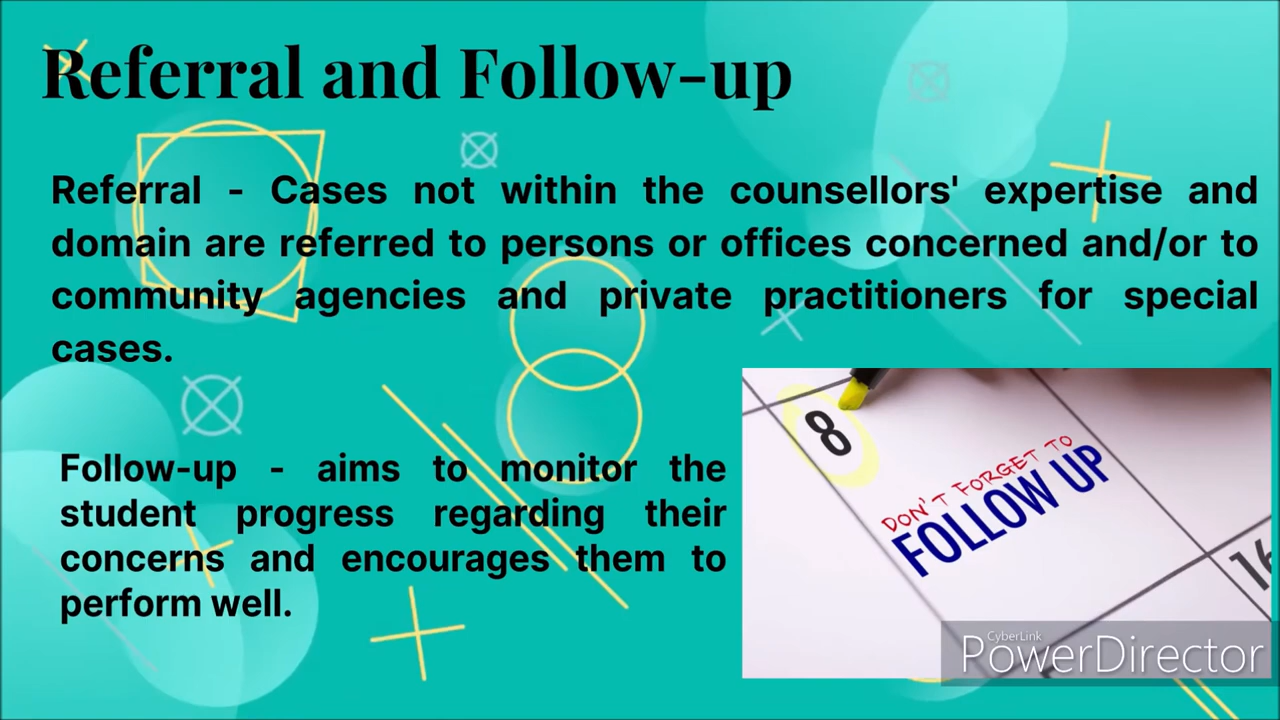 Referral and Follow-up
Referral - Cases not within the counsellors' expertise and
domain are referred to persons or offices concerned and/or to
community agencies and private practitioners for special
cases.
Follow-up - aims to monitor the
student progress regarding their
concerns and encourages them to
perform well.
8
DON'T FORGET TO
FOLLOW UP
16
CyberLink
PowerDirector